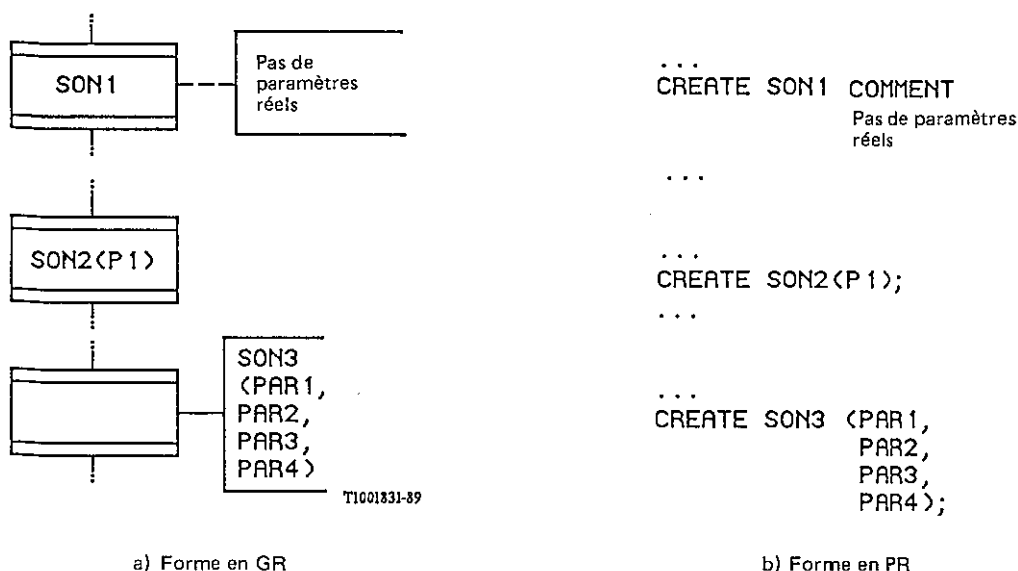 SON1
Pas de
paramètres
réels
SON2(P1)
SON3
(PAR1,
PAR2,
PAR3,
PAR4)
T1001831-89
a) Forme en GR
...
CREATE SON1 COMMENT
Pas de paramètres
réels
...
...
CREATE SON2(P1);
...
...
CREATE SON3 (PAR1,
PAR2,
PAR3,
PAR4);
b) Forme en PR